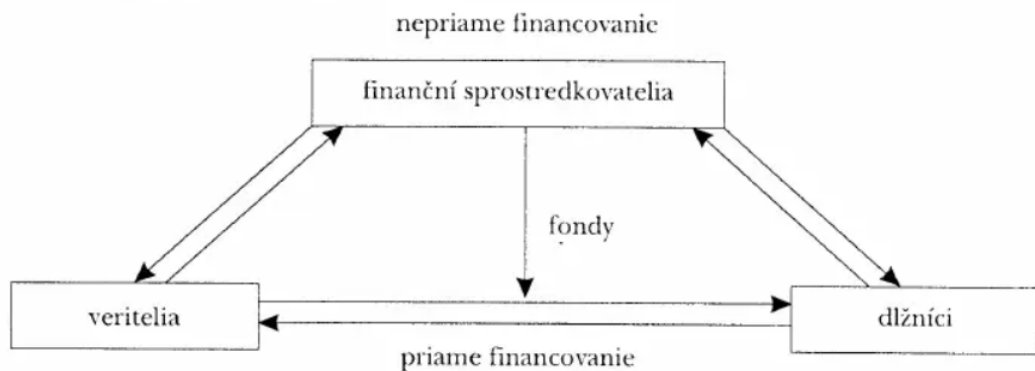 nepriame financovanie
finanční sprostredkovatelia
fondy
veritelia
dlžníci
priame financovanie